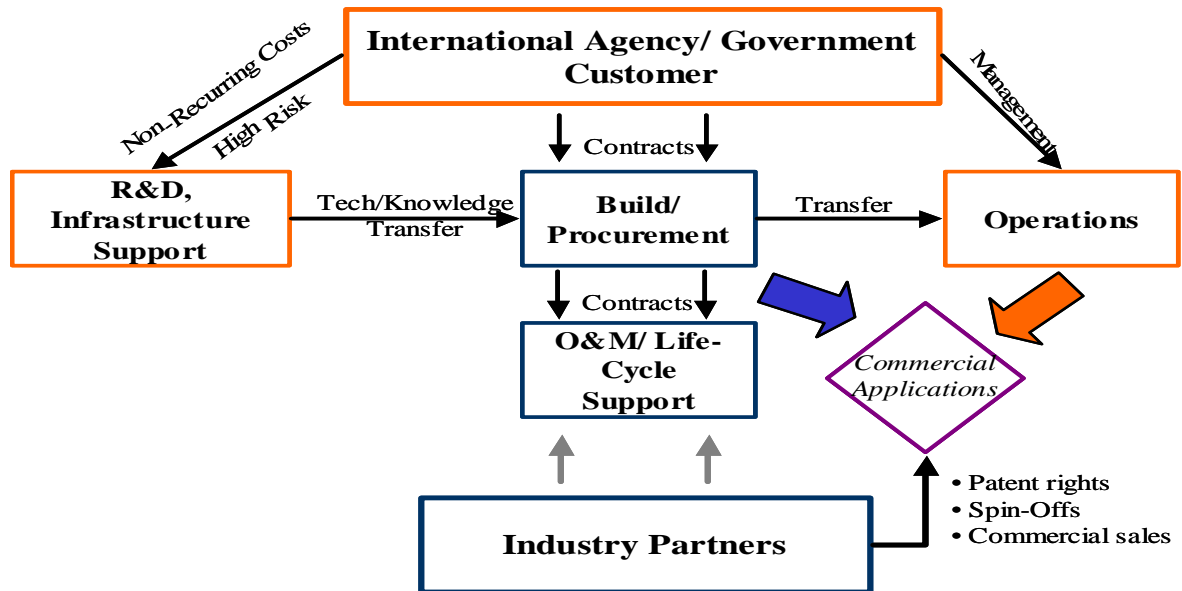 International Agency/ Government
Customer
Non-Recurring Costs
High Risk
Management
Contracts
R&D,
Infrastructure
Support
Tech/Knowledge
Transfer
Build/
Procurement
Transfer
Operations
Contracts
O&M/ Life-
Cycle
Support
Commercial
Applications
• Patent rights
• Spin-Offs
• Commercial sales
Industry Partners